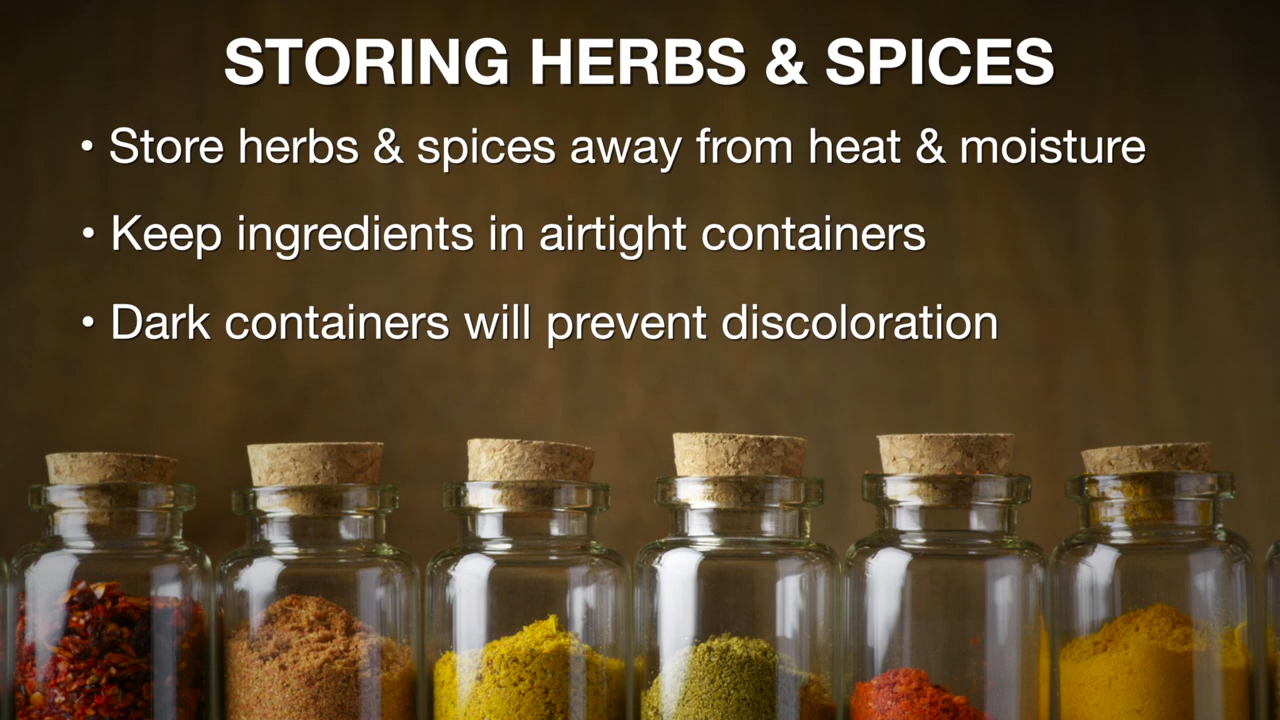 STORING HERBS & SPICES
• Store herbs & spices away from heat & moisture
• Keep ingredients in airtight containers
• Dark containers will prevent discoloration